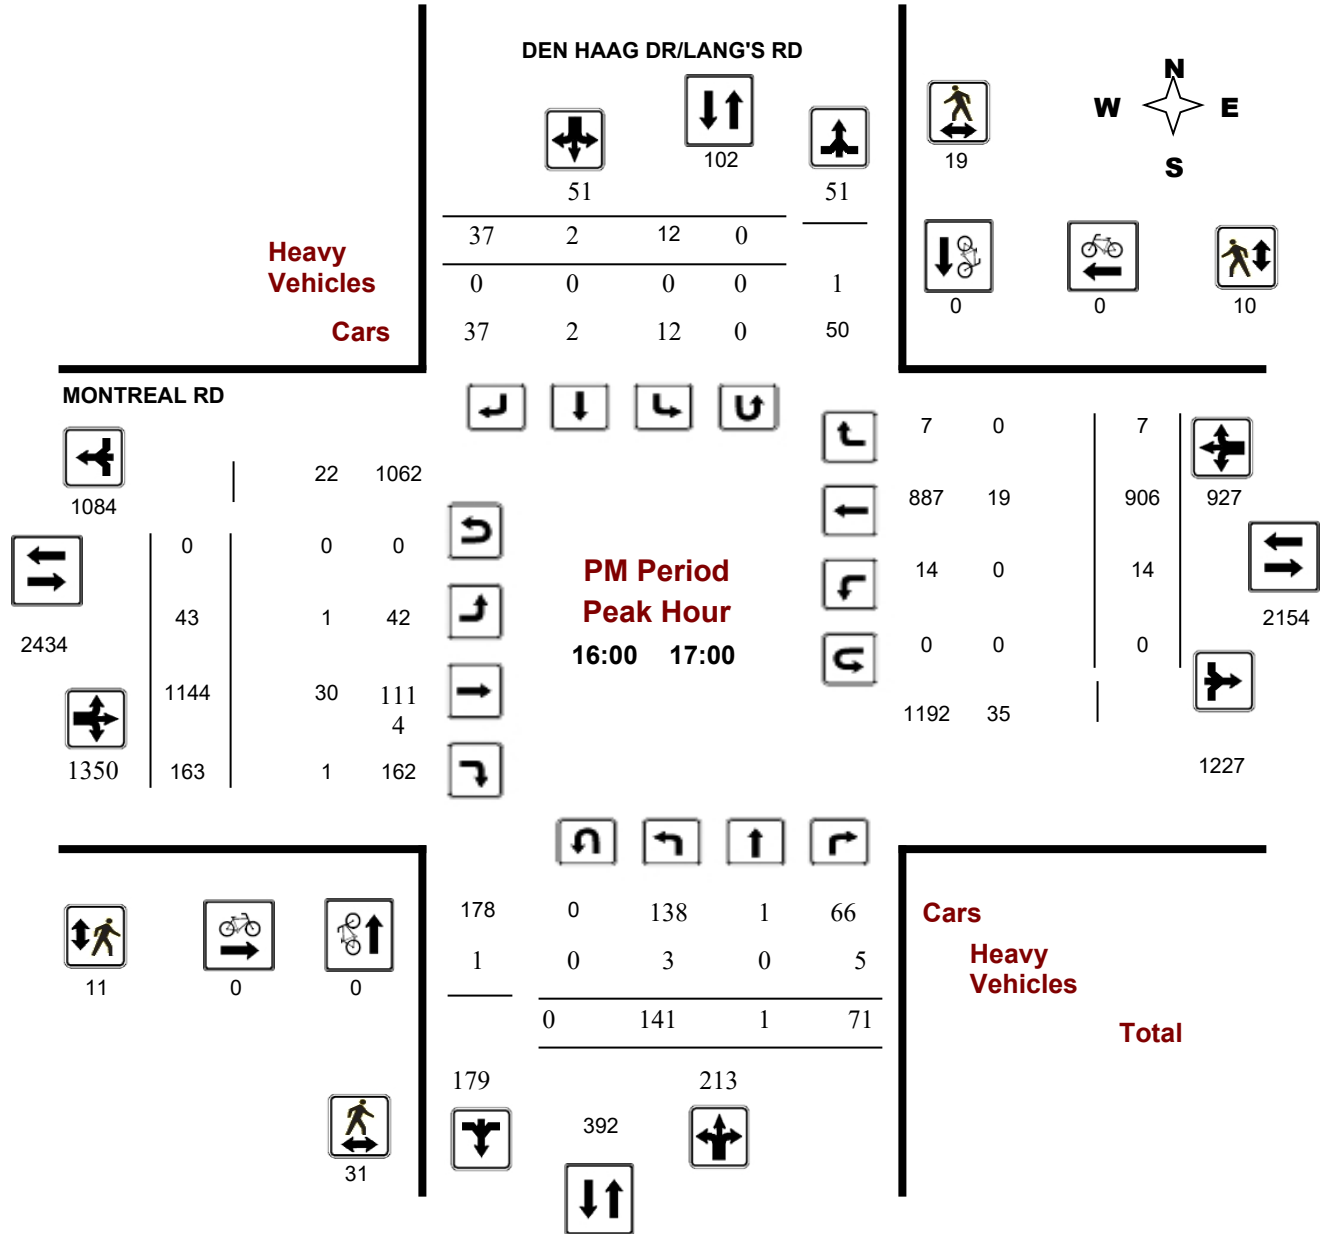 DEN HAAG DR/LANG'S RD
N
W E
S
102
19
51 51
37 2 12 0
Heavy
Vehicles
0 0 0 0 1
0 0 10
Cars
37 2 12 0 50
MONTREAL RD
7 0 7
22 1062
1084
887 19 906 927
0 0 0
PM Period
14 0 14
43 1 42
Peak Hour
2154
2434
16:00 17:00
0 0 0
1144 30 111
4
1192 35
1350 163 1 162
1227
178 0 138 1 66
Cars
1 0 3 0 5
Heavy
Vehicles
11 0 0
0 141 1 71
Total
179 213
392
31